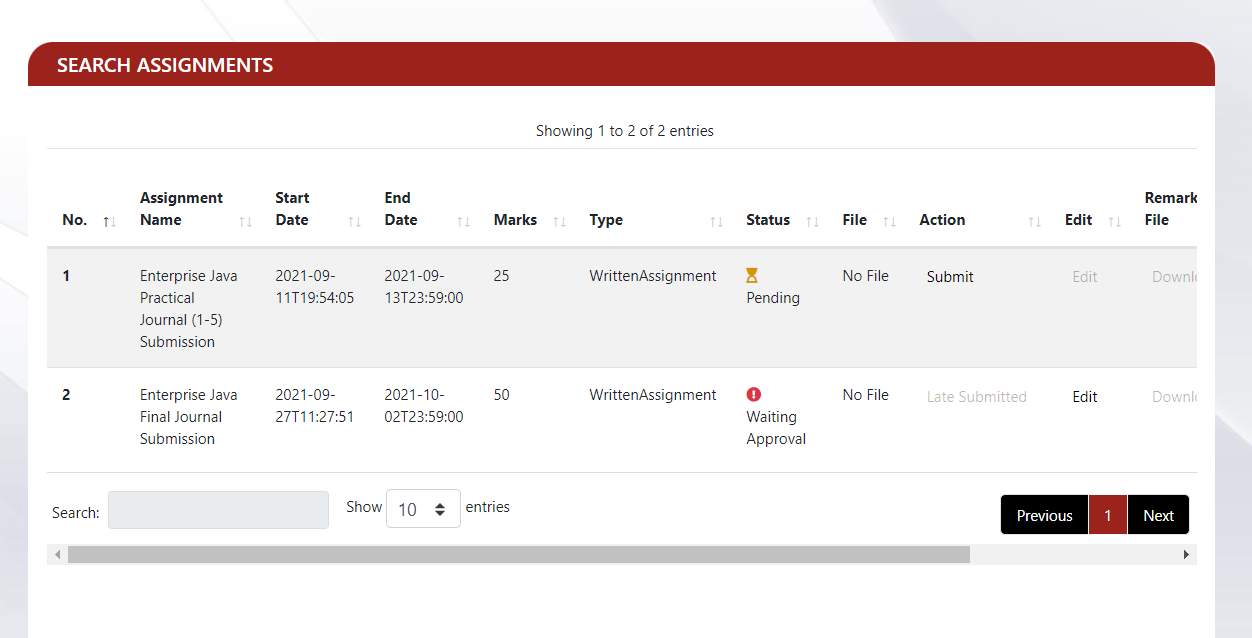 SEARCH ASSIGNMENTS
Showing 1 to 2 of 2 entries
No.
Assignment
Name
Start
Date
End
Date
Marks
Type
Status
File
Action
Edit
Remark
File
1
Enterprise Java
Practical
Journal (1-5)
Submission
2021-09-
11T19:54:05
2021-09-
13T23:59:00
25
WrittenAssignment
Pending
No File
Submit
Edit
2
Enterprise Java
Final Journal
Submission
2021-09-
27T11:27:51
2021-10-
02T23:59:00
50
WrittenAssignment
Waiting
Approval
No File
Late Submitted
Edit
Search:
Show 10 entries
Previous 1 Next